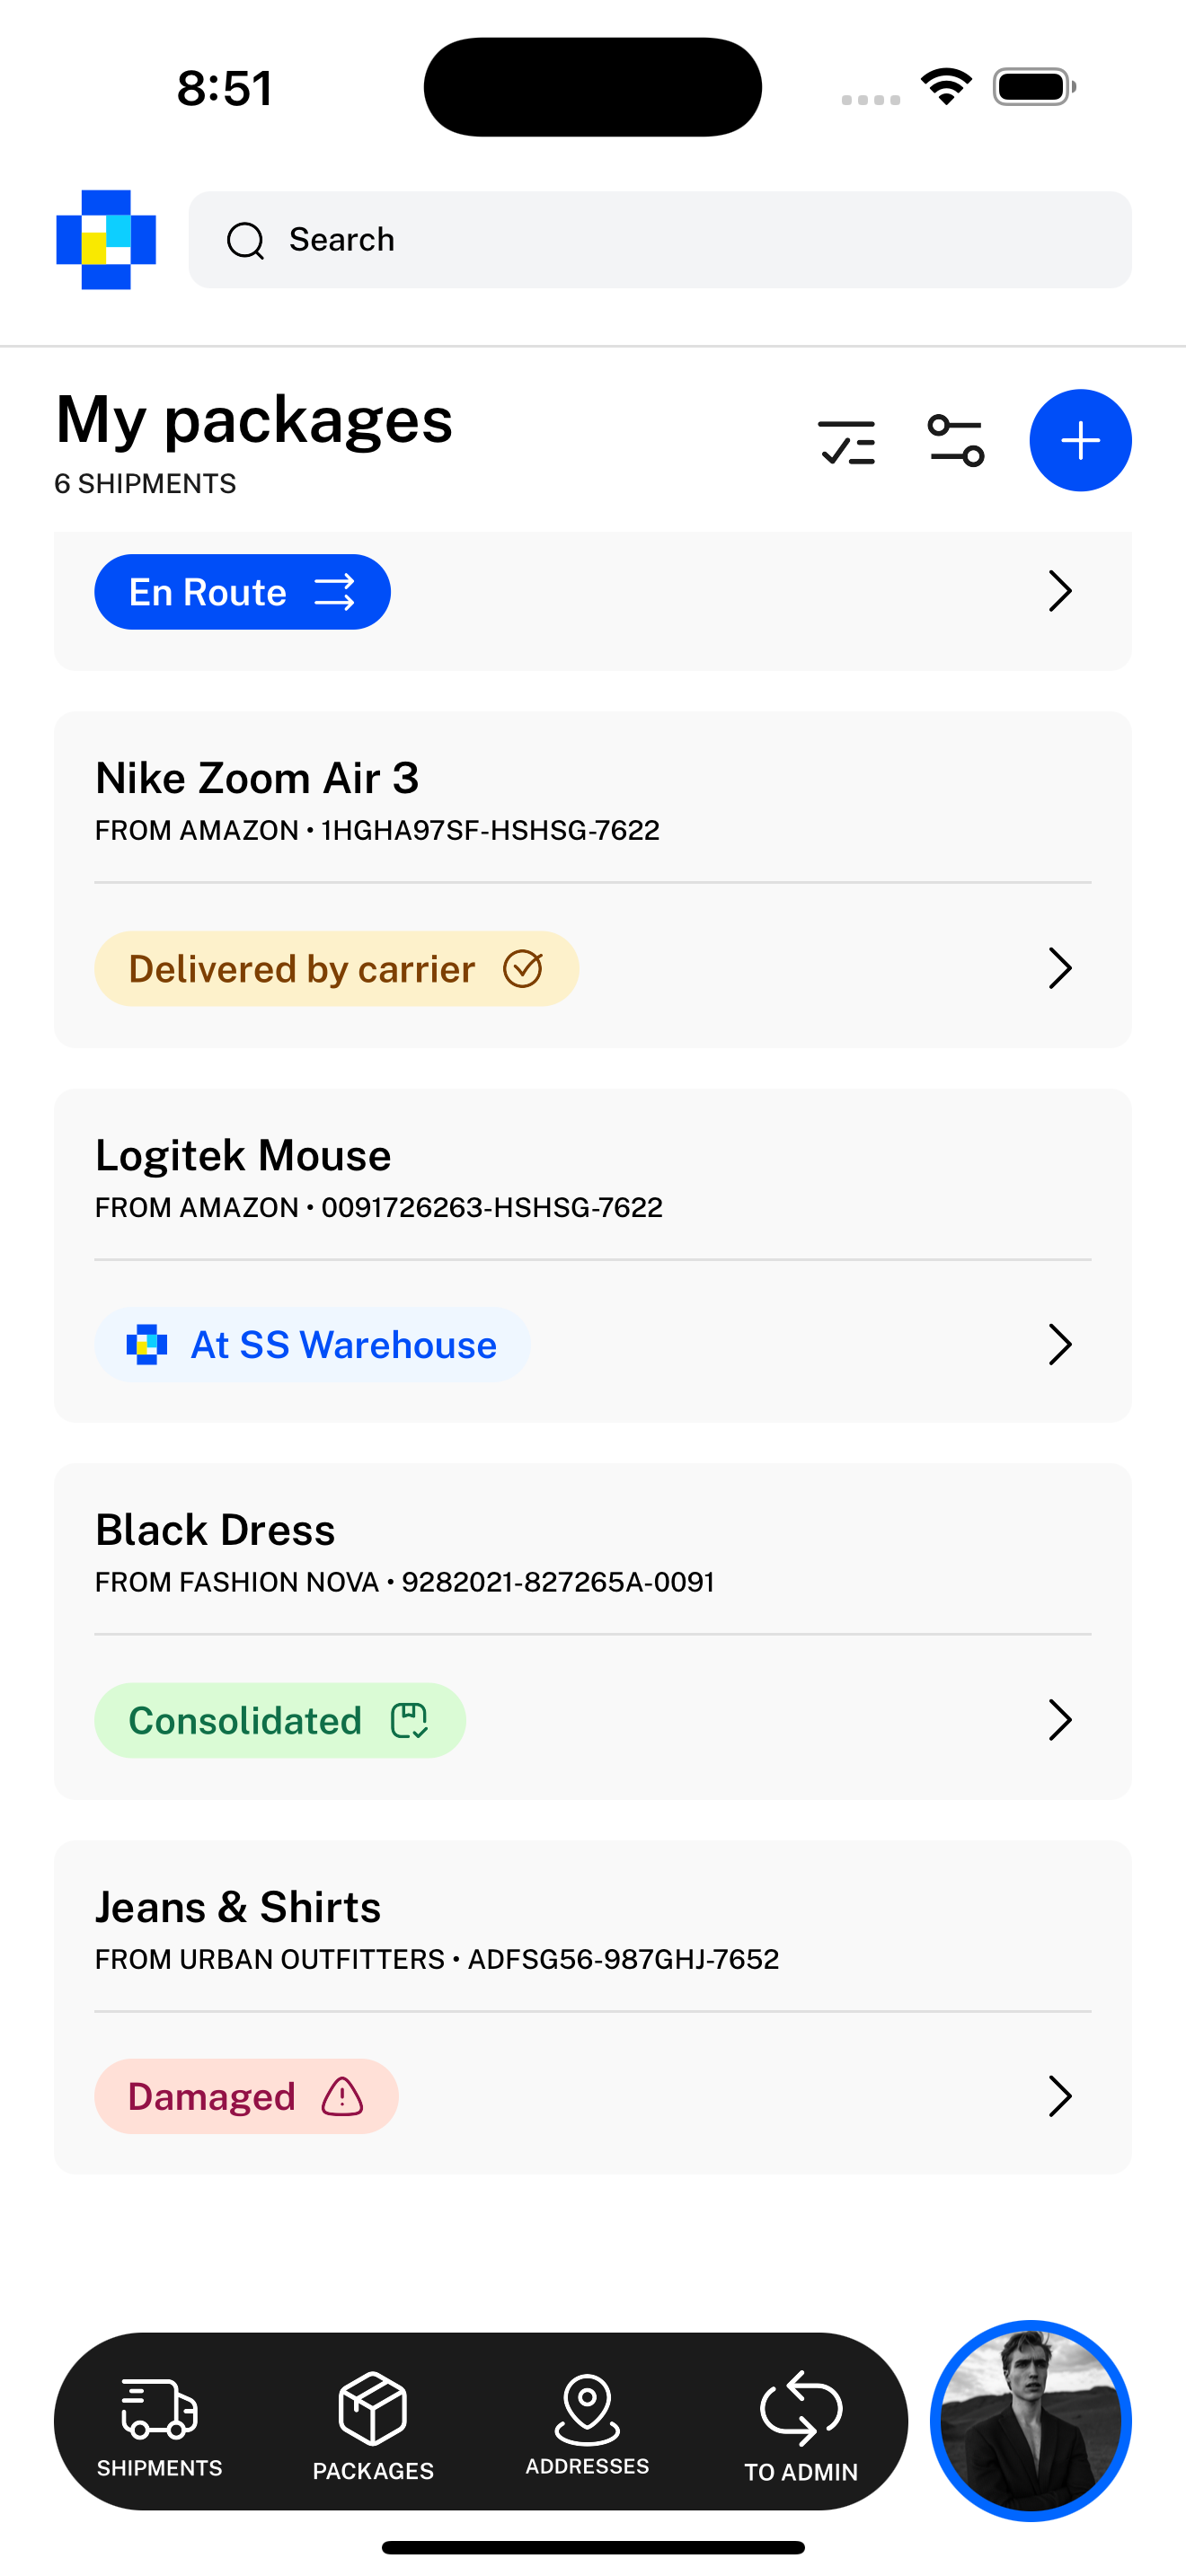 8:51
Search
My packages
6 SHIPMENTS
En Route
Nike Zoom Air 3
FROM AMAZON • 1HGHA97SF-HSHSG-7622
Delivered by carrier
Logitek Mouse
FROM AMAZON • 0091726263-HSHSG-7622
At SS Warehouse
Black Dress
FROM FASHION NOVA • 9282021-827265A-0091
Consolidated
Jeans & Shirts
FROM URBAN OUTFITTERS • ADFSG56-987GHJ-7652
Damaged
SHIPMENTS PACKAGES ADDRESSES TO ADMIN